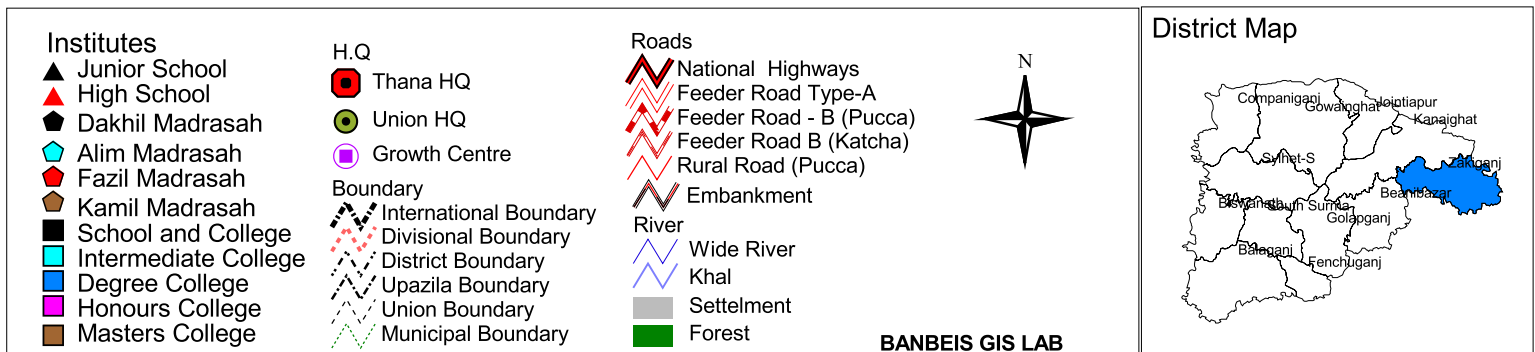 Institutes
Junior School
High School
Dakhil Madrasah
Alim Madrasah
Fazil Madrasah
Kamil Madrasah
School and College
Intermediate College
Degree College
Honours College
Masters College
H.Q
Thana HQ
Union HQ
Growth Centre
Boundary
International Boundary
Divisional Boundary
District Boundary
Upazila Boundary
Union Boundary
Municipal Boundary
Roads
National Highways
Feeder Road Type-A
Feeder Road - B (Pucca)
Feeder Road B (Katcha)
Rural Road (Pucca)
Embankment
River
Wide River
Khal
Settelment
Forest
N
BANBEIS GIS LAB
District Map
Companiganj
Gowainghat
Jointiapur
Kanaighat
Sylhet-S
Zakiganj
Beanibazar
Biswanath
South Surma
Golapganj
Balaganj
Fenchuganj